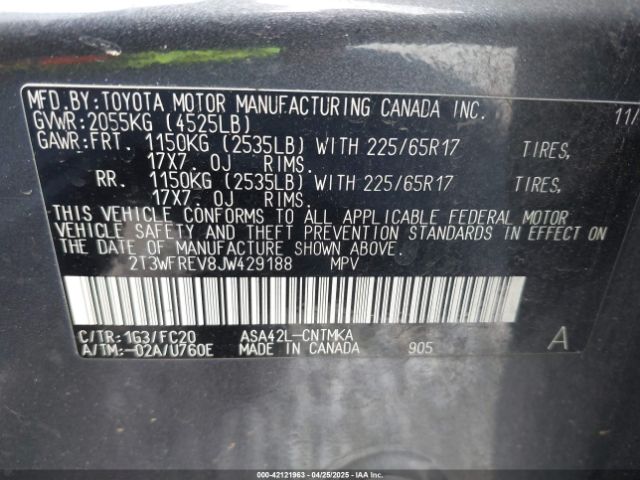 MFD.BY:TOYOTA MOTOR MANUFACTURING CANADA INC. 11/
GVWR:2055KG (4525LB)
GAWR:FRT. 1150KG (2535LB) WITH 225/65R17 TIRES,
17X7. 0J RIMS.
RR. 1150KG (2535LB) WITH 225/65R17 TIRES,
17X7. 0J RIMS.
THIS VEHICLE CONFORMS TO ALL APPLICABLE FEDERAL MOTOR
VEHICLE SAFETY AND THEFT PREVENTION STANDARDS IN EFFECT ON
THE DATE OF MANUFACTURE SHOWN ABOVE.
2T3WFREV8JW429188 MPV
C/TR:1G3/FC20 ASA42L-CNTMKA
A/TM:-02A/U760E MADE IN CANADA 905 A
000-42121963 - 04/25/2025 - IAAI.COM